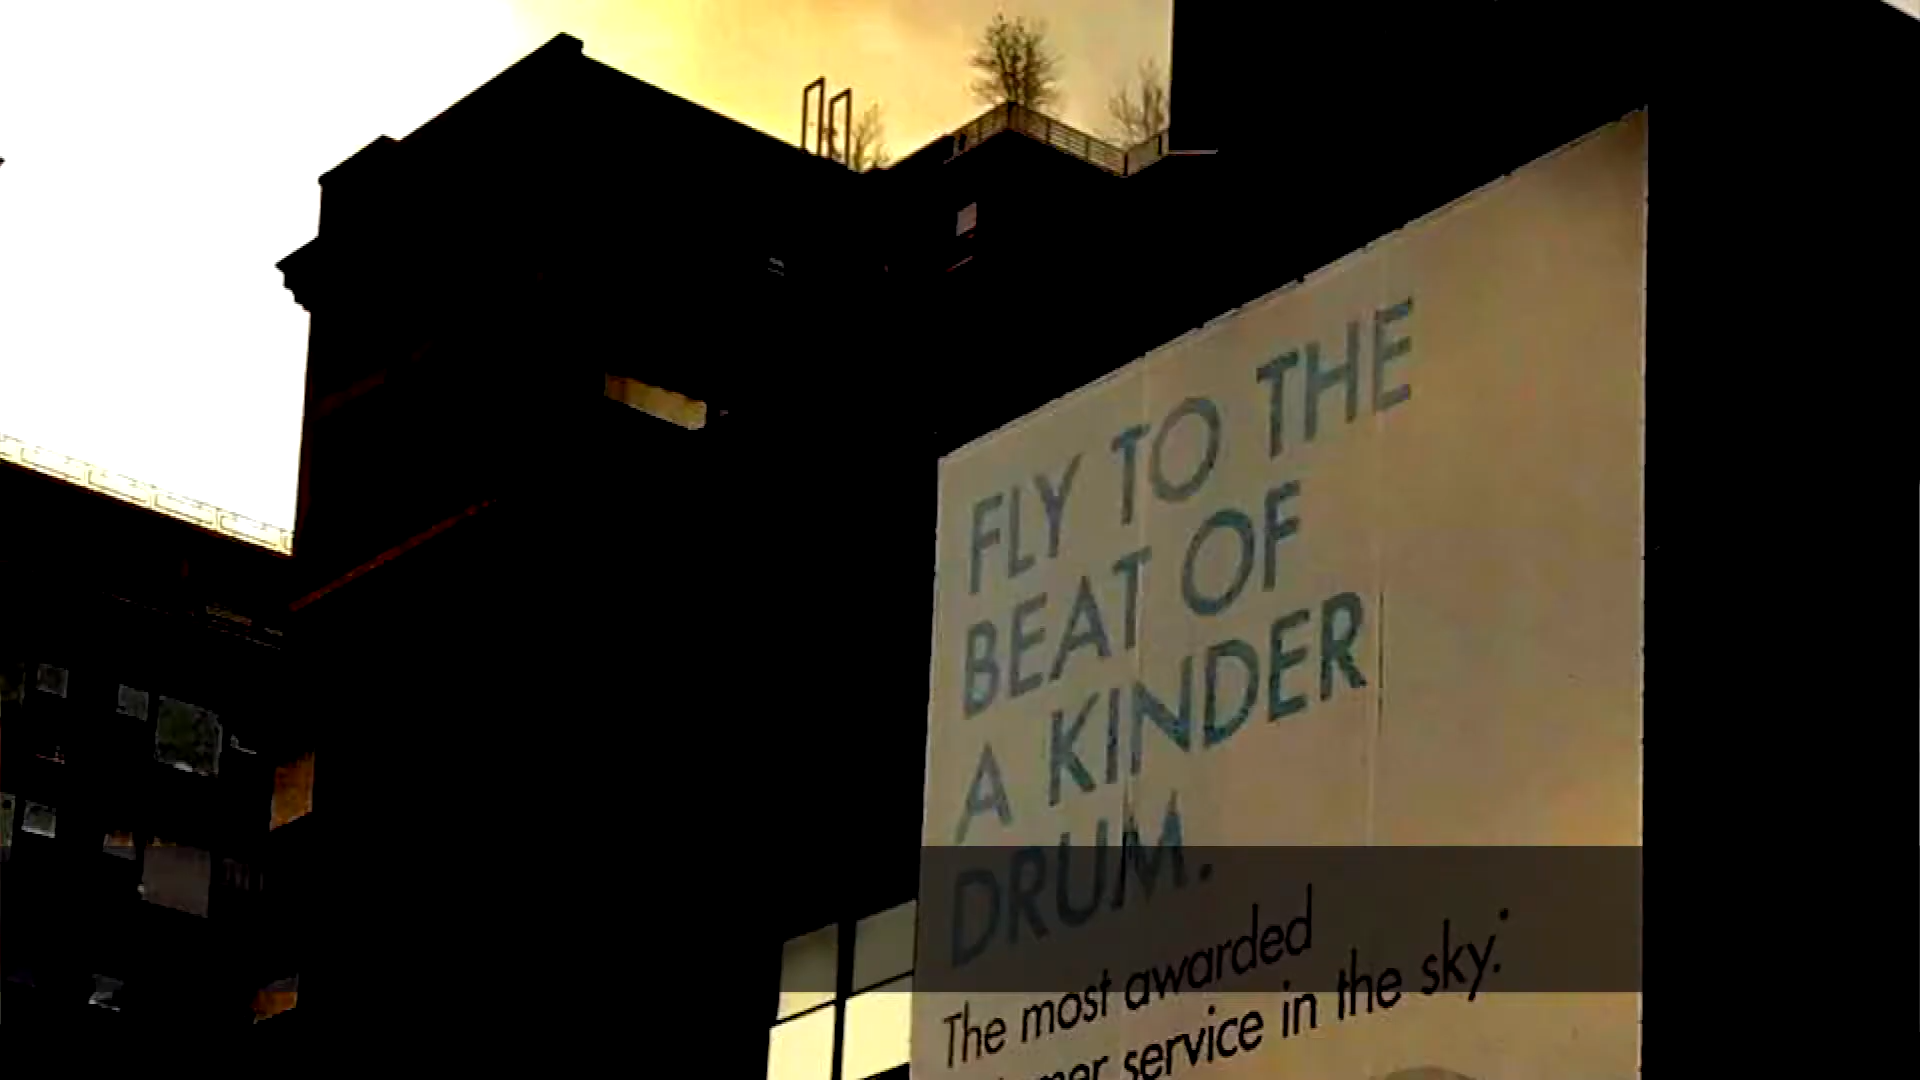 FLY TO THE
BEAT OF
A KINDER
DRUM.
The most awarded
service in the sky.*